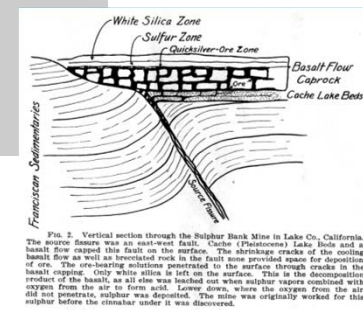 White Silica Zone
Sulfur Zone
Quicksilver-Ore Zone
Basalt Flow
Caprock
Ore
Cache Lake Beds
Franciscan Sedimentaries
Source Fissure
FIG. 2. Vertical section through the Sulphur Bank Mine in Lake Co., California.
The source fissure was an east-west fault. Cache (Pleistocene) Lake Beds and a
basalt flow capped this fault on the surface. The shrinkage cracks of the cooling
basalt flow as well as brecciated rock in the fault zone provided space for deposition
of ore. The ore-bearing solutions penetrated to the surface through cracks in the
basalt capping. Only white silica is left on the surface. This is the decomposition
product of the basalt, as all else was leached out when sulphur vapors combined with
oxygen from the air to form acid. Lower down, where the oxygen from the air
did not penetrate, sulphur was deposited. The mine was originally worked for this
sulphur before the cinnabar under it was discovered.